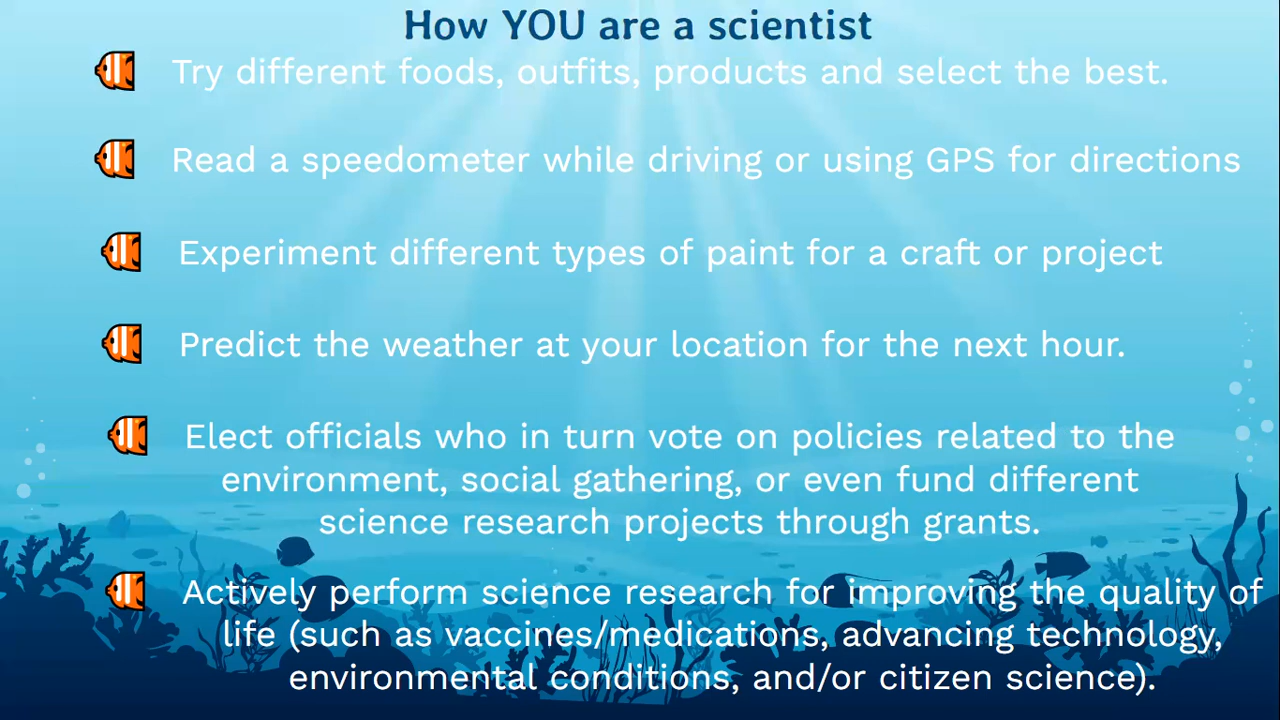 How YOU are a scientist
Try different foods, outfits, products and select the best.
Read a speedometer while driving or using GPS for directions
Experiment different types of paint for a craft or project
Predict the weather at your location for the next hour.
Elect officials who in turn vote on policies related to the
environment, social gathering, or even fund different
science research projects through grants.
Actively perform science research for improving the quality of
life (such as vaccines/medications, advancing technology,
environmental conditions, and/or citizen science).